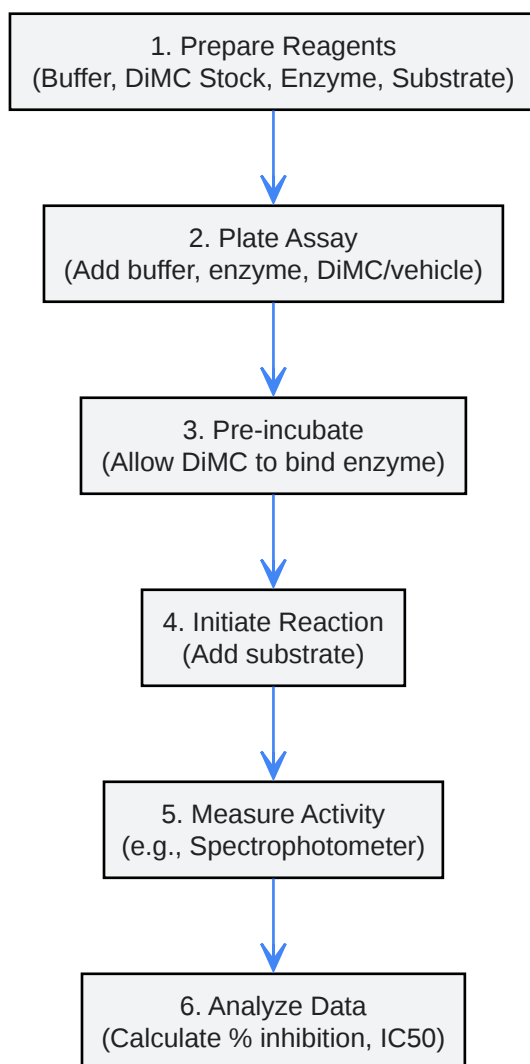 1. Prepare Reagents
(Buffer, DiMC Stock, Enzyme, Substrate)
2. Plate Assay
(Add buffer, enzyme, DiMC/vehicle)
3. Pre-incubate
(Allow DiMC to bind enzyme)
4. Initiate Reaction
(Add substrate)
5. Measure Activity
(e.g., Spectrophotometer)
6. Analyze Data
(Calculate % inhibition, IC50)